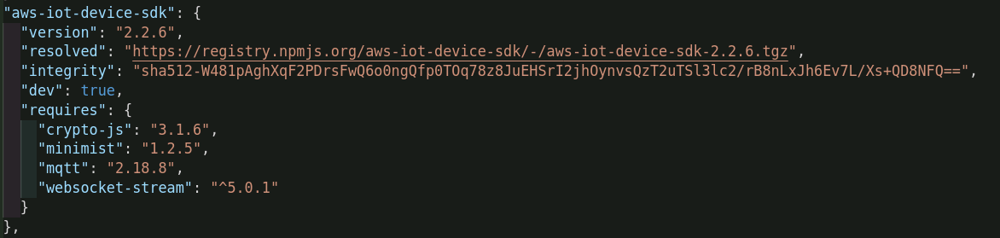 "aws-iot-device-sdk": {
"version": "2.2.6",
"resolved": "https://registry.npmjs.org/aws-iot-device-sdk/-/aws-iot-device-sdk-2.2.6.tgz",
"integrity": "sha512-W481pAghXqF2PDrsFwQ6o0ngQfp0TOq78z8JuEHSrI2jhOynvsQzT2uTSl3lc2/rB8nLxJh6Ev7L/Xs+QD8NFQ==",
"dev": true,
"requires": {
"crypto-js": "3.1.6",
"minimist": "1.2.5",
"mqtt": "2.18.8",
"websocket-stream": "^5.0.1"
}
},